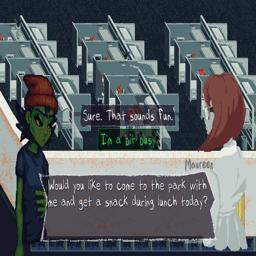 Sure. That sounds fun.
I'm a bit busy.
Maureen
Would you like to come to the park with
me and get a snack during lunch today?